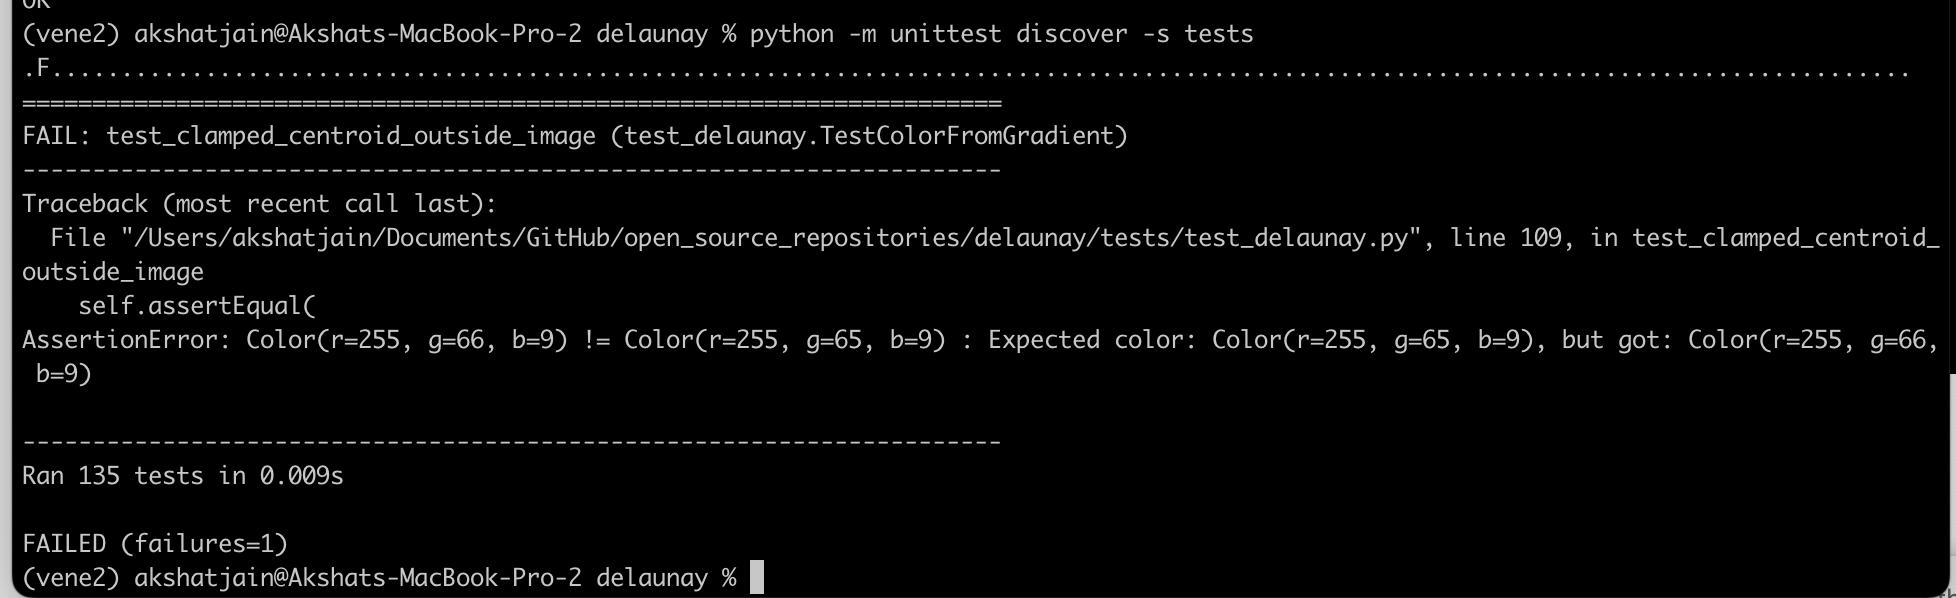 OK
(vene2) akshatjain@Akshats-MacBook-Pro-2 delaunay % python -m unittest discover -s tests
.F.....................................................................................................................................
======================================================================
FAIL: test_clamped_centroid_outside_image (test_delaunay.TestColorFromGradient)
----------------------------------------------------------------------
Traceback (most recent call last):
  File "/Users/akshatjain/Documents/GitHub/open_source_repositories/delaunay/tests/test_delaunay.py", line 109, in test_clamped_centroid_
outside_image
    self.assertEqual(
AssertionError: Color(r=255, g=66, b=9) != Color(r=255, g=65, b=9) : Expected color: Color(r=255, g=65, b=9), but got: Color(r=255, g=66,
 b=9)
----------------------------------------------------------------------
Ran 135 tests in 0.009s
FAILED (failures=1)
(vene2) akshatjain@Akshats-MacBook-Pro-2 delaunay %